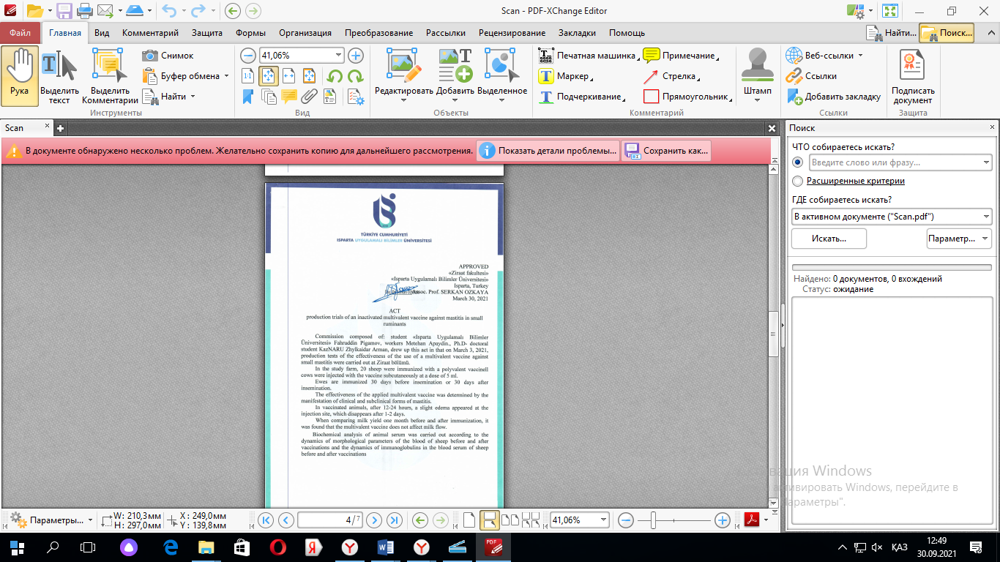 Scan - PDF-XChange Editor
Файл Главная Вид Комментарий Защита Формы Организация Преобразование Рассылки Рецензирование Закладки Помощь Найти... Поиск...
Рука
Выделить текст
Выделить Комментарии
Снимок
Буфер обмена
Найти
Инструменты
41,06%
1:1
Вид
Редактировать Добавить Выделенное
Объекты
Печатная машинка
Маркер
Подчеркивание
Примечание
Стрелка
Прямоугольник
Штамп
Комментарий
Веб-ссылки
Ссылки
Добавить закладку
Ссылки
Подписать документ
Защита
Scan
В документе обнаружено несколько проблем. Желательно сохранить копию для дальнейшего рассмотрения. Показать детали проблемы... Сохранить как...
TÜRKİYE CUMHURİYETİ
ISPARTA UYGULAMALI BİLİMLER ÜNİVERSİTESİ
APPROVED
«Ziraat fakultesi»
«Isparta Uygulamalı Bilimler Üniversitesi»
Isparta, Turkey
Assoc. Prof. SERKAN OZKAYA
March 30, 2021
ACT
production trials of an inactivated multivalent vaccine against mastitis in small
ruminants
Commission composed of: student «Isparta Uygulamalı Bilimler
Üniversitesi» Fahruddin Pigamov, workers Metehan Apaydin., Ph.D- doctoral
student KazNARU Zhylkaidar Arman, drew up this act in that on March 3, 2021,
production tests of the effectiveness of the use of a multivalent vaccine against
small mastitis were carried out at Ziraat bölümü.
In the study farm, 20 sheep were immunized with a polyvalent vaccinell
cows were injected with the vaccine subcutaneously at a dose of 5 ml.
Ewes are immunized 30 days before insemination or 30 days after
insemination.
The effectiveness of the applied multivalent vaccine was determined by the
manifestation of clinical and subclinical forms of mastitis.
In vaccinated animals, after 12-24 hours, a slight edema appeared at the
injection site, which disappears after 1-2 days.
When comparing milk yield one month before and after immunization, it
was found that the multivalent vaccine does not affect milk flow.
Biochemical analysis of animal serum was carried out according to the
dynamics of morphological parameters of the blood of sheep before and after
vaccinations and the dynamics of immunoglobulins in the blood serum of sheep
before and after vaccinations
Поиск
ЧТО собираетесь искать?
Введите слово или фразу...
Расширенные критерии
ГДЕ собираетесь искать?
В активном документе ("Scan.pdf")
Искать... Параметр...
Найдено: 0 документов, 0 вхождений
Статус: ожидание
Windows
активировать Windows, перейдите в
Параметры".
Параметры...
W: 210,3мм
H: 297,0мм
X : 249,0мм
Y : 139,8мм
4/7
41,06%
PDF
ҚАЗ
12:49
30.09.2021